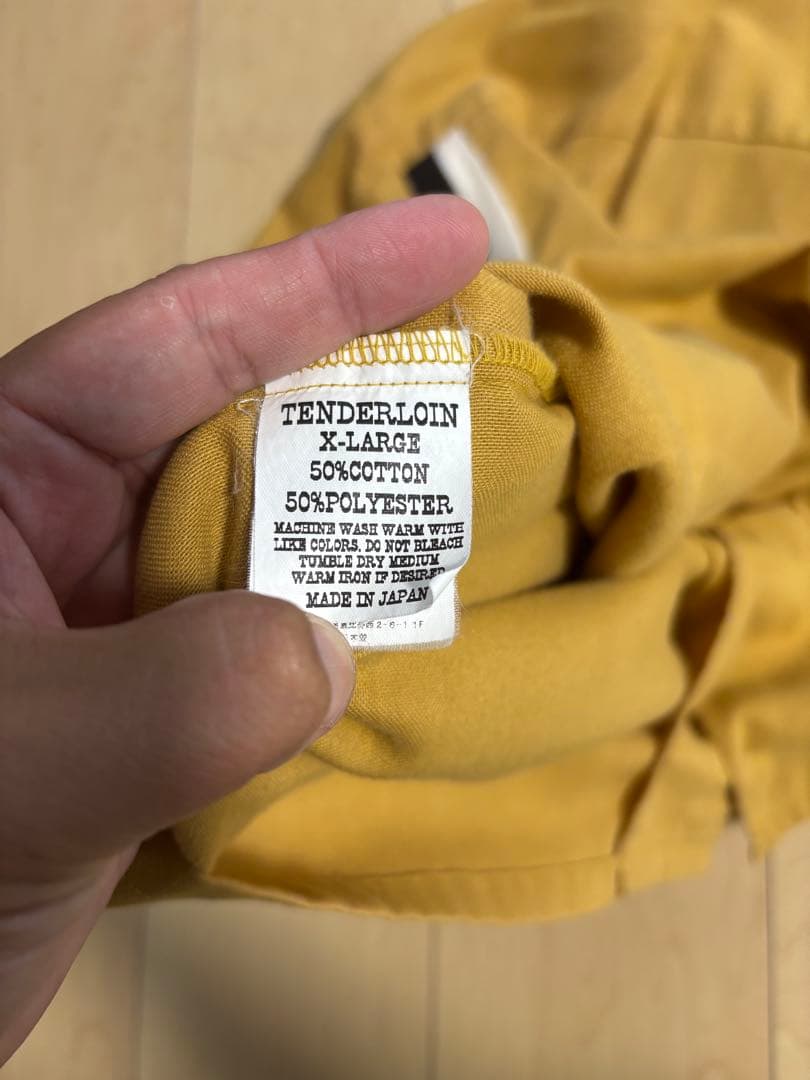 TENDERLOIN
X-LARGE
50%COTTON
50%POLYESTER
MACHINE WASH WARM WITH
LIKE COLORS. DO NOT BLEACH
TUMBLE DRY MEDIUM
WARM IRON IF DESIRED
MADE IN JAPAN